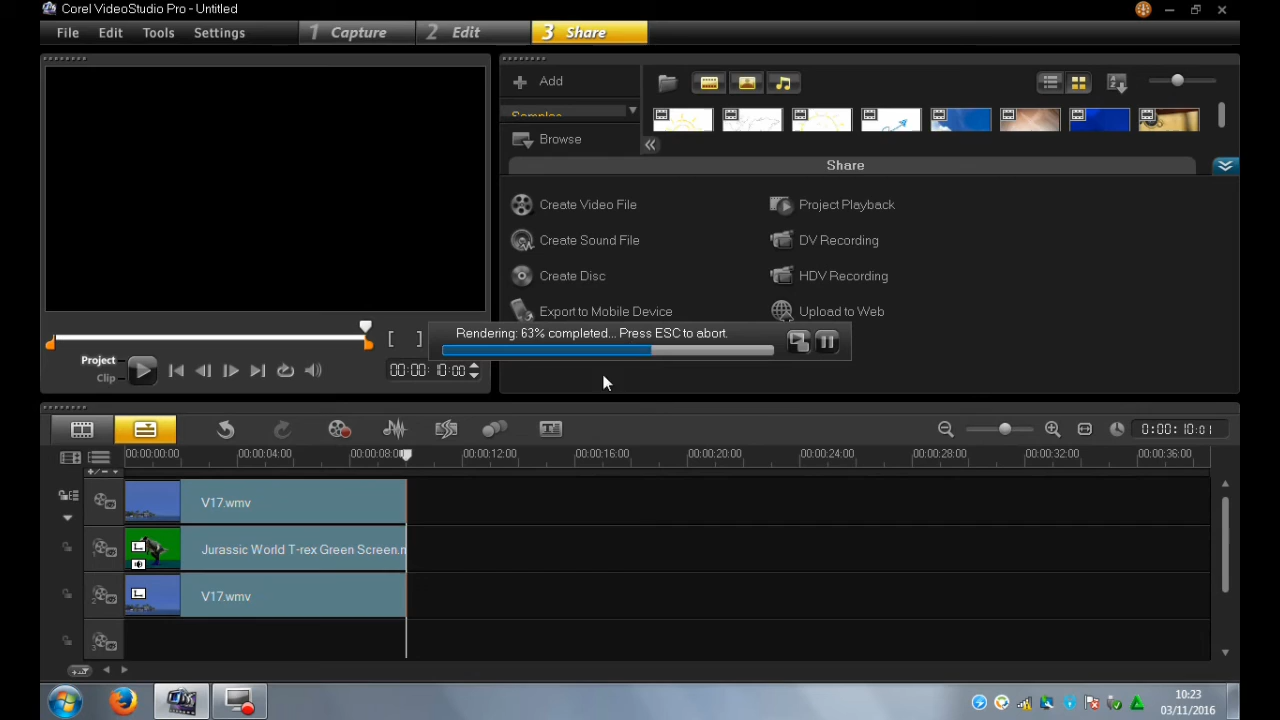 Corel VideoStudio Pro - Untitled
File Edit Tools Settings 1 Capture 2 Edit 3 Share
Add
Samples
Browse
Share
Create Video File Project Playback
Create Sound File DV Recording
Create Disc HDV Recording
Export to Mobile Device Upload to Web
Rendering: 63% completed... Press ESC to abort.
Project
Clip
[ ]
00:00: 10:00
0:00: 10:01
00:00:00:00 00:00:04:00 00:00:08:0 00:00:12:00 00:00:16:00 00:00:20:00 00:00:24:00 00:00:28:00 00:00:32:00 00:00:36:00
V17.wmv
1 Jurassic World T-rex Green Screen.m
2 V17.wmv
3
10:23
03/11/2016